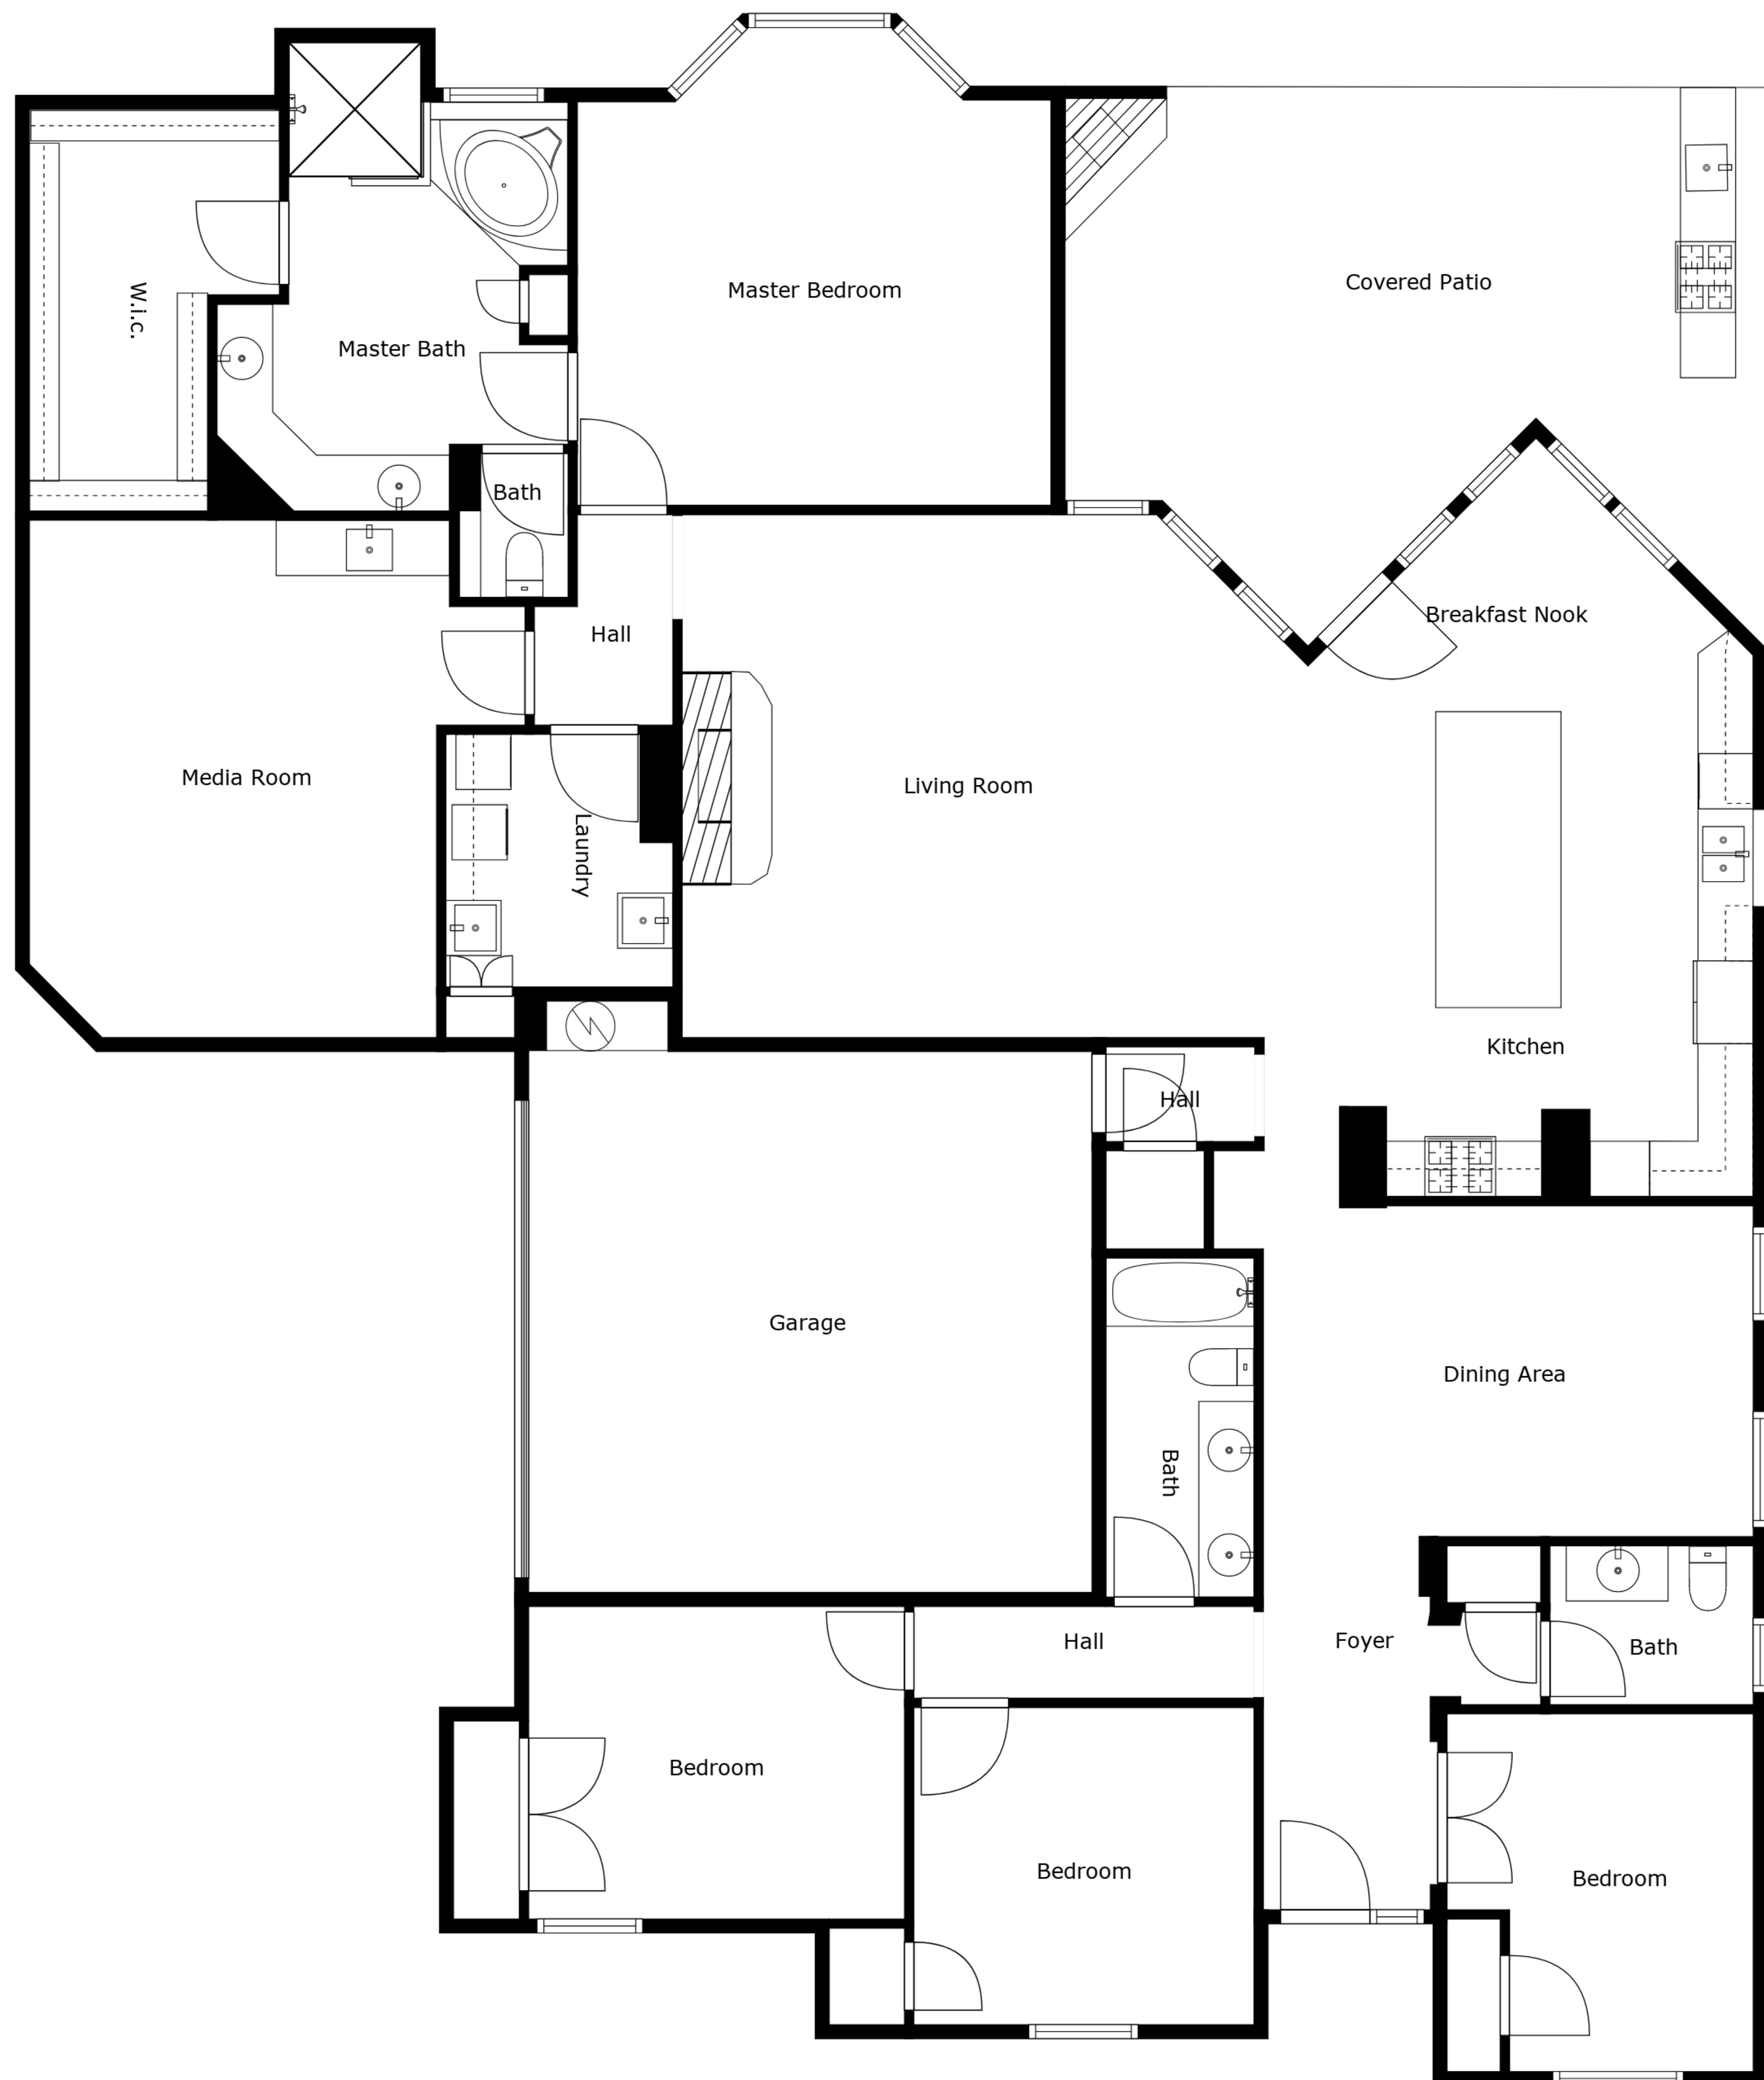 Covered Patio
Master Bedroom
W.i.c.
Master Bath
Bath
Breakfast Nook
Hall
Media Room
Living Room
Laundry
Kitchen
Hall
Garage
Dining Area
Bath
Hall
Foyer
Bath
Bedroom
Bedroom
Bedroom